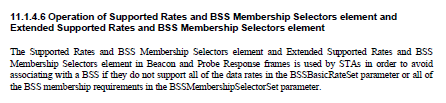 11.1.4.6 Operation of Supported Rates and BSS Membership Selectors element and
Extended Supported Rates and BSS Membership Selectors element
The Supported Rates and BSS Membership Selectors element and Extended Supported Rates and BSS
Membership Selectors element in Beacon and Probe Response frames is used by STAs in order to avoid
associating with a BSS if they do not support all of the data rates in the BSSBasicRateSet parameter or all of
the BSS membership requirements in the BSSMembershipSelectorSet parameter.